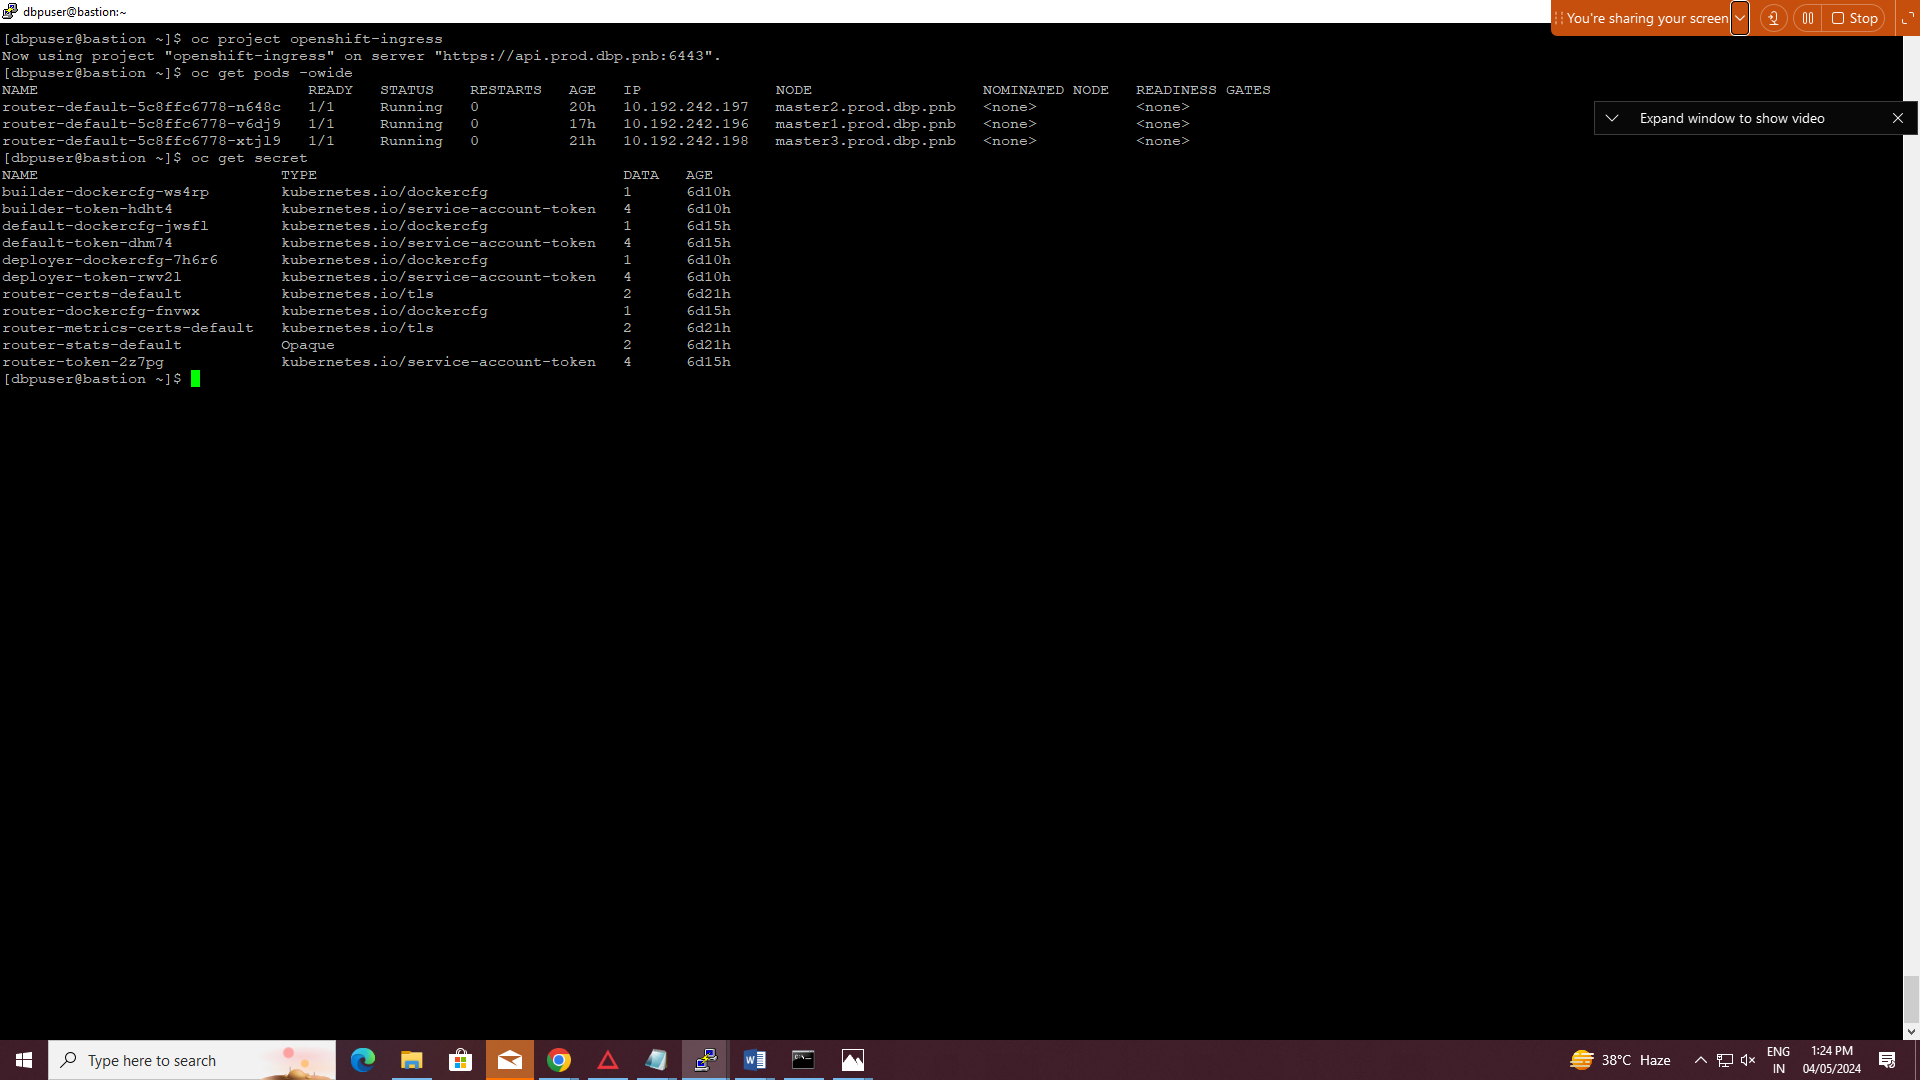 dbpuser@bastion:~
You're sharing your screen
Stop
[dbpuser@bastion ~]$ oc project openshift-ingress
Now using project "openshift-ingress" on server "https://api.prod.dbp.pnb:6443".
[dbpuser@bastion ~]$ oc get pods -owide
NAME READY STATUS RESTARTS AGE IP NODE NOMINATED NODE READINESS GATES
router-default-5c8ffc6778-n648c 1/1 Running 0 20h 10.192.242.197 master2.prod.dbp.pnb <none> <none>
router-default-5c8ffc6778-v6dj9 1/1 Running 0 17h 10.192.242.196 master1.prod.dbp.pnb <none> <none>
router-default-5c8ffc6778-xtjl9 1/1 Running 0 21h 10.192.242.198 master3.prod.dbp.pnb <none> <none>
Expand window to show video
[dbpuser@bastion ~]$ oc get secret
NAME TYPE DATA AGE
builder-dockercfg-ws4rp kubernetes.io/dockercfg 1 6d10h
builder-token-hdht4 kubernetes.io/service-account-token 4 6d10h
default-dockercfg-jwsfl kubernetes.io/dockercfg 1 6d15h
default-token-dhm74 kubernetes.io/service-account-token 4 6d15h
deployer-dockercfg-7h6r6 kubernetes.io/dockercfg 1 6d10h
deployer-token-rwv2l kubernetes.io/service-account-token 4 6d10h
router-certs-default kubernetes.io/tls 2 6d21h
router-dockercfg-fnvwx kubernetes.io/dockercfg 1 6d15h
router-metrics-certs-default kubernetes.io/tls 2 6d21h
router-stats-default Opaque 2 6d21h
router-token-2z7pg kubernetes.io/service-account-token 4 6d15h
[dbpuser@bastion ~]$
Type here to search
38°C Haze
ENG
IN
1:24 PM
04/05/2024